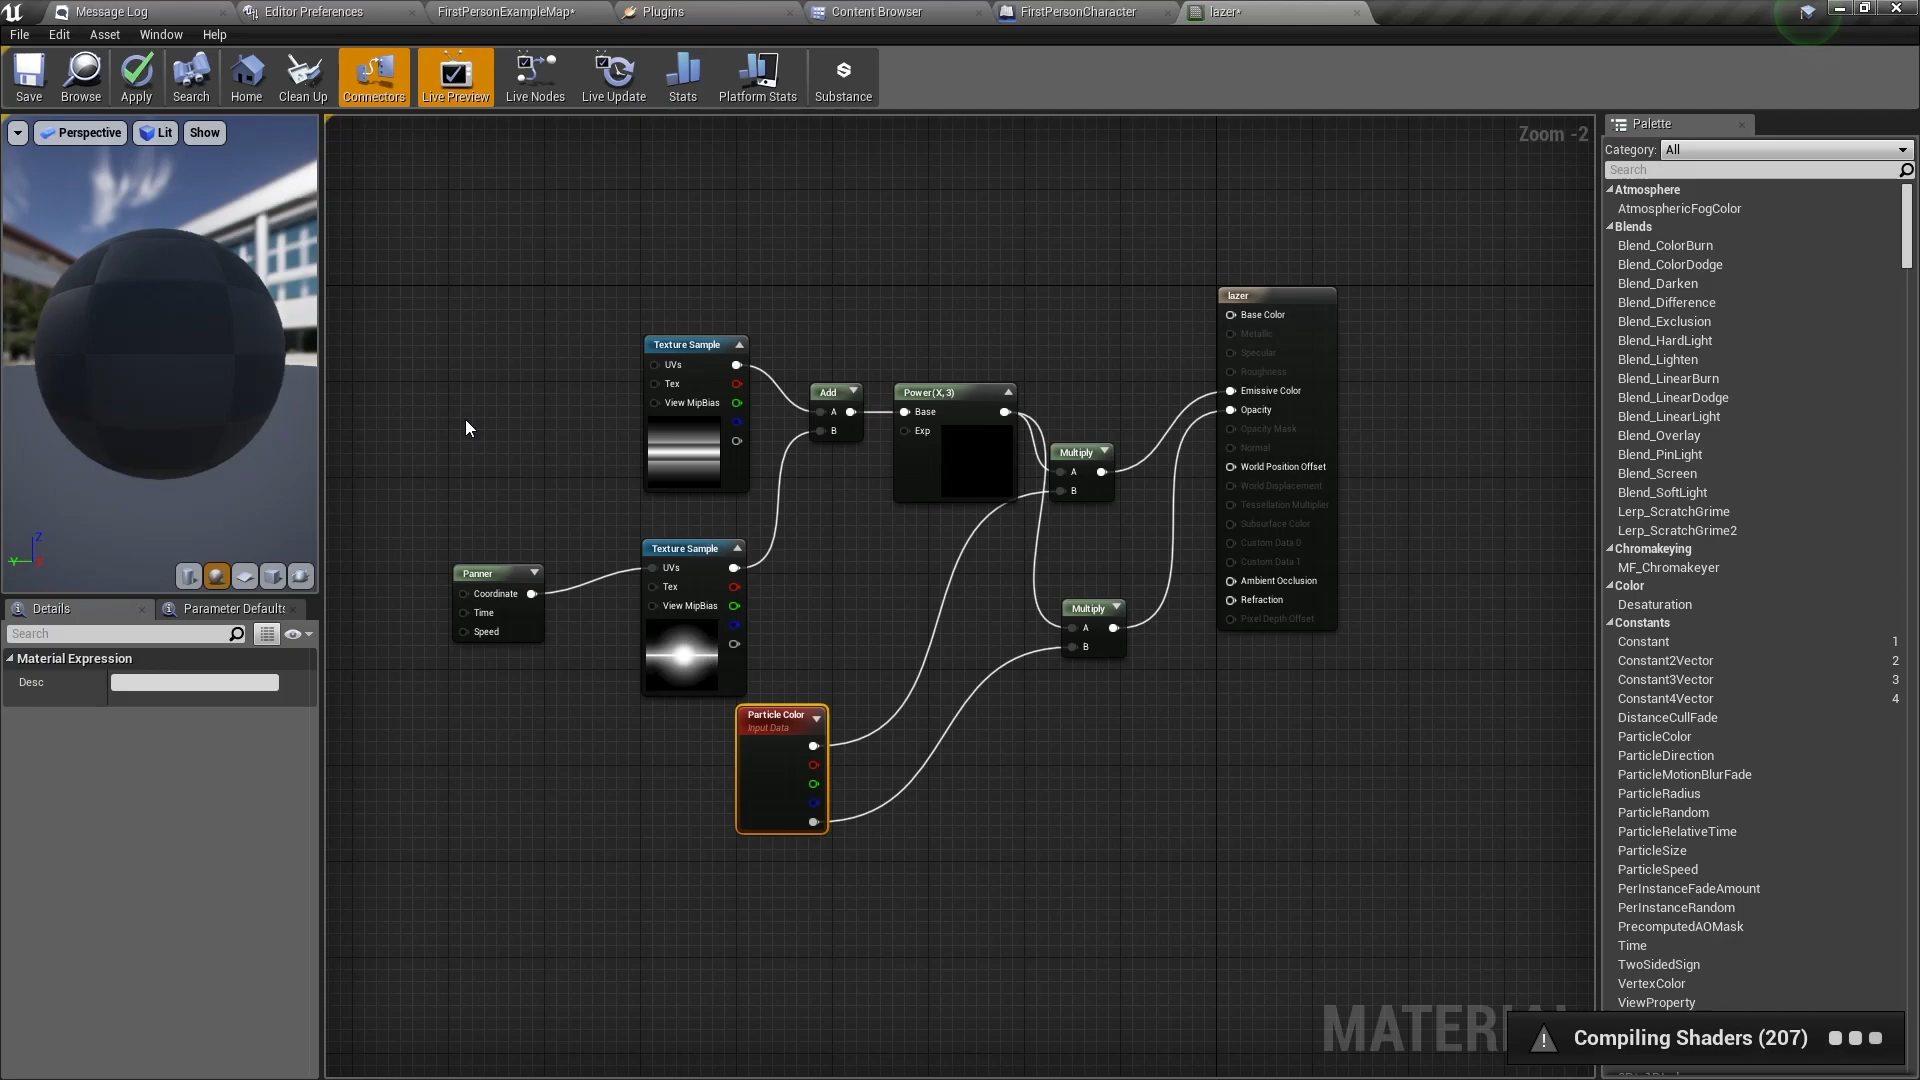 Message Log
Editor Preferences
FirstPersonExampleMap*
Plugins
Content Browser
FirstPersonCharacter
lazer*
File Edit Asset Window Help
Save Browse Apply Search Home Clean Up Connectors Live Preview Live Nodes Live Update Stats Platform Stats Substance
Perspective Lit Show
Z
Y
Details
Parameter Defaults
Search
Material Expression
Desc
Zoom -2
Texture Sample
UVs
Tex
View MipBias
Add
A
B
Power(X, 3)
Base
Exp
Multiply
A
B
Panner
Coordinate
Time
Speed
Texture Sample
UVs
Tex
View MipBias
Multiply
A
B
Particle Color
Input Data
lazer
Base Color
Metallic
Specular
Roughness
Emissive Color
Opacity
Opacity Mask
Normal
World Position Offset
World Displacement
Tessellation Multiplier
Subsurface Color
Custom Data 0
Custom Data 1
Ambient Occlusion
Refraction
Pixel Depth Offset
Palette
Category: All
Search
Atmosphere
AtmosphericFogColor
Blends
Blend_ColorBurn
Blend_ColorDodge
Blend_Darken
Blend_Difference
Blend_Exclusion
Blend_HardLight
Blend_Lighten
Blend_LinearBurn
Blend_LinearDodge
Blend_LinearLight
Blend_Overlay
Blend_PinLight
Blend_Screen
Blend_SoftLight
Lerp_ScratchGrime
Lerp_ScratchGrime2
Chromakeying
MF_Chromakeyer
Color
Desaturation
Constants
Constant 1
Constant2Vector 2
Constant3Vector 3
Constant4Vector 4
DistanceCullFade
ParticleColor
ParticleDirection
ParticleMotionBlurFade
ParticleRadius
ParticleRandom
ParticleRelativeTime
ParticleSize
ParticleSpeed
PerInstanceFadeAmount
PerInstanceRandom
PrecomputedAOMask
Time
TwoSidedSign
VertexColor
ViewProperty
MATERI
Compiling Shaders (207)